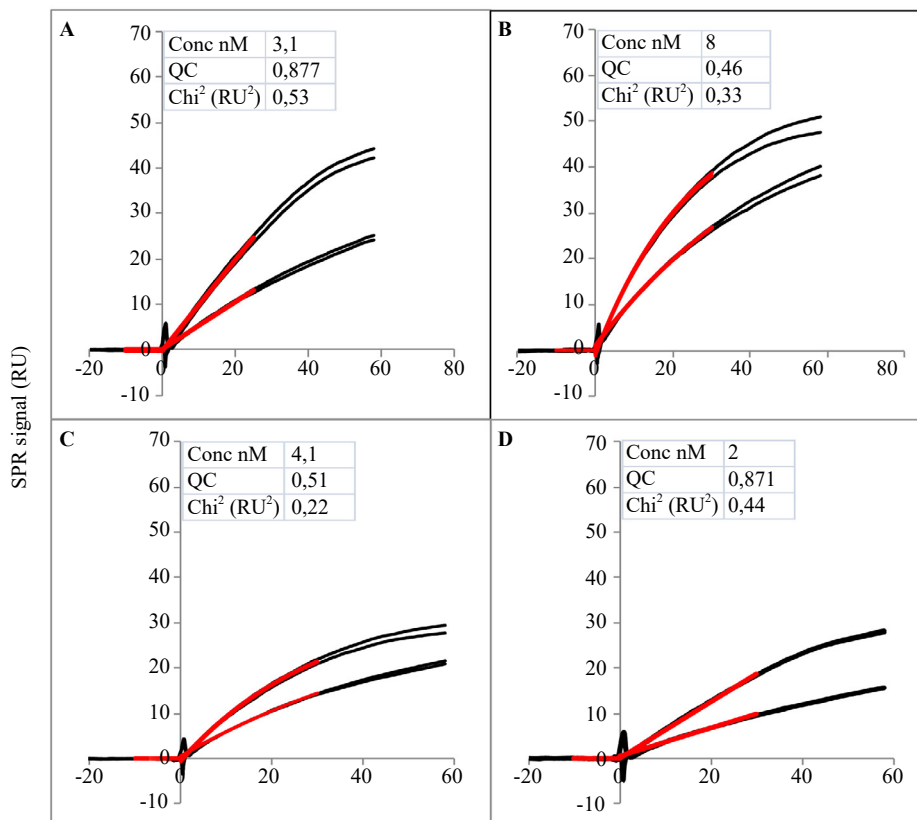 SPR signal (RU)
A
Conc nM 3,1
QC 0,877
Chi² (RU²) 0,53
70
60
50
40
30
20
10
0
-10
-20 0 20 40 60 80
B
Conc nM 8
QC 0,46
Chi² (RU²) 0,33
70
60
50
40
30
20
10
0
-10
-20 0 20 40 60 80
C
Conc nM 4,1
QC 0,51
Chi² (RU²) 0,22
70
60
50
40
30
20
10
0
-10
-20 0 20 40 60
D
Conc nM 2
QC 0,871
Chi² (RU²) 0,44
70
60
50
40
30
20
10
0
-10
-20 0 20 40 60